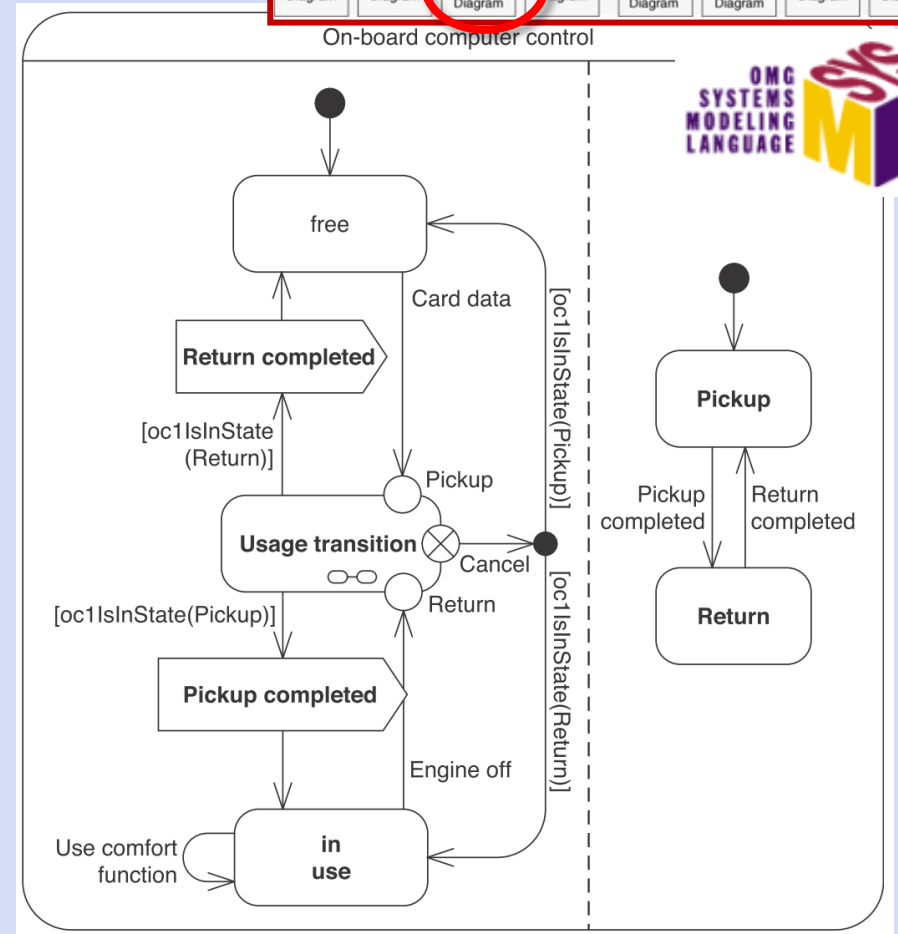 Diagram
Diagram
On-board computer control
OMG
SYSTEMS
MODELING
LANGUAGE
free
Card data
Return completed
[oc1IsInState
(Return)]
[oc1IsInState(Pickup)]
Pickup
Usage transition
Cancel
Return
[oc1IsInState(Pickup)]
[oc1IsInState(Return)]
Pickup completed
Engine off
Use comfort
function
in
use
Pickup
Pickup
completed
Return
completed
Return